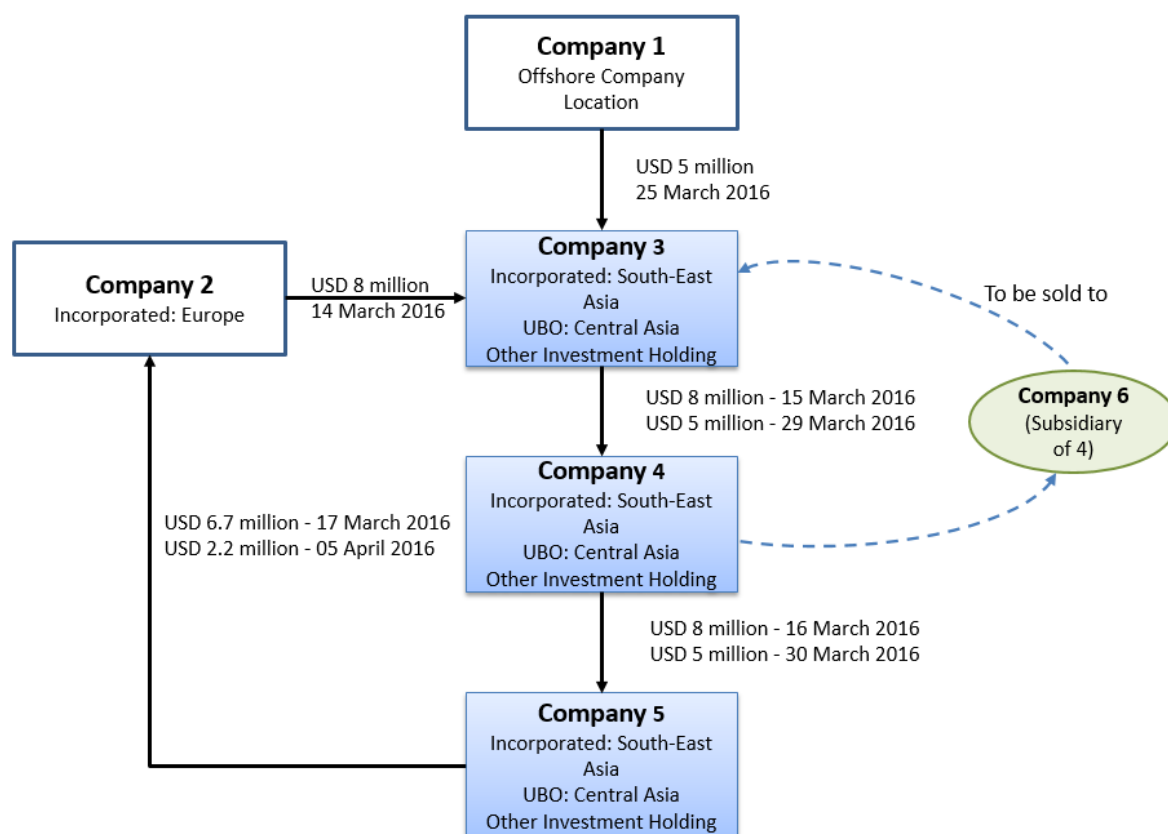 Company 1
Offshore Company
Location
USD 5 million
25 March 2016
Company 2
Incorporated: Europe
USD 8 million
14 March 2016
Company 3
Incorporated: South-East
Asia
UBO: Central Asia
Other Investment Holding
To be sold to
Company 6
(Subsidiary
of 4)
USD 8 million - 15 March 2016
USD 5 million - 29 March 2016
Company 4
Incorporated: South-East
Asia
UBO: Central Asia
Other Investment Holding
USD 6.7 million - 17 March 2016
USD 2.2 million - 05 April 2016
USD 8 million - 16 March 2016
USD 5 million - 30 March 2016
Company 5
Incorporated: South-East
Asia
UBO: Central Asia
Other Investment Holding